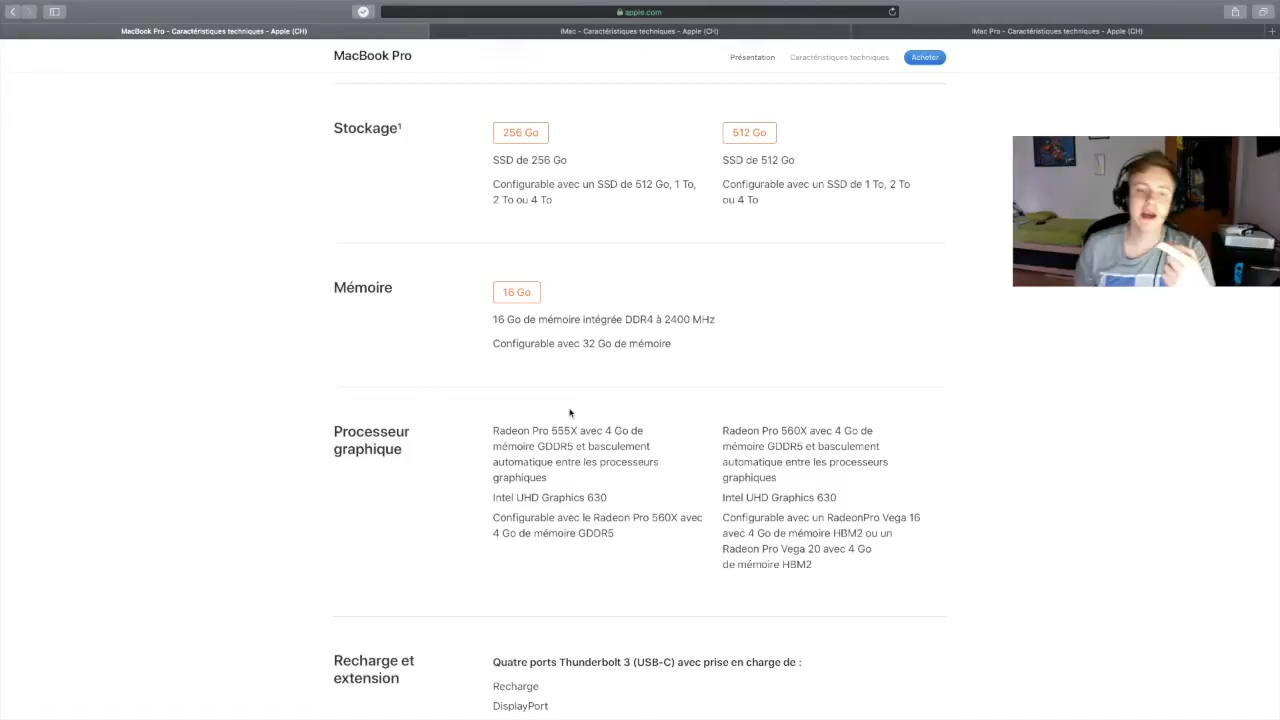 apple.com
MacBook Pro - Caractéristiques techniques - Apple (CH)
iMac - Caractéristiques techniques - Apple (CH)
iMac Pro - Caractéristiques techniques - Apple (CH)
MacBook Pro
Présentation
Caractéristiques techniques
Acheter
Stockage¹
256 Go
SSD de 256 Go
Configurable avec un SSD de 512 Go, 1 To,
2 To ou 4 To
512 Go
SSD de 512 Go
Configurable avec un SSD de 1 To, 2 To
ou 4 To
Mémoire
16 Go
16 Go de mémoire intégrée DDR4 à 2400 MHz
Configurable avec 32 Go de mémoire
Processeur
graphique
Radeon Pro 555X avec 4 Go de
mémoire GDDR5 et basculement
automatique entre les processeurs
graphiques
Intel UHD Graphics 630
Configurable avec le Radeon Pro 560X avec
4 Go de mémoire GDDR5
Radeon Pro 560X avec 4 Go de
mémoire GDDR5 et basculement
automatique entre les processeurs
graphiques
Intel UHD Graphics 630
Configurable avec un RadeonPro Vega 16
avec 4 Go de mémoire HBM2 ou un
Radeon Pro Vega 20 avec 4 Go
de mémoire HBM2
Recharge et
extension
Quatre ports Thunderbolt 3 (USB-C) avec prise en charge de :
Recharge
DisplayPort